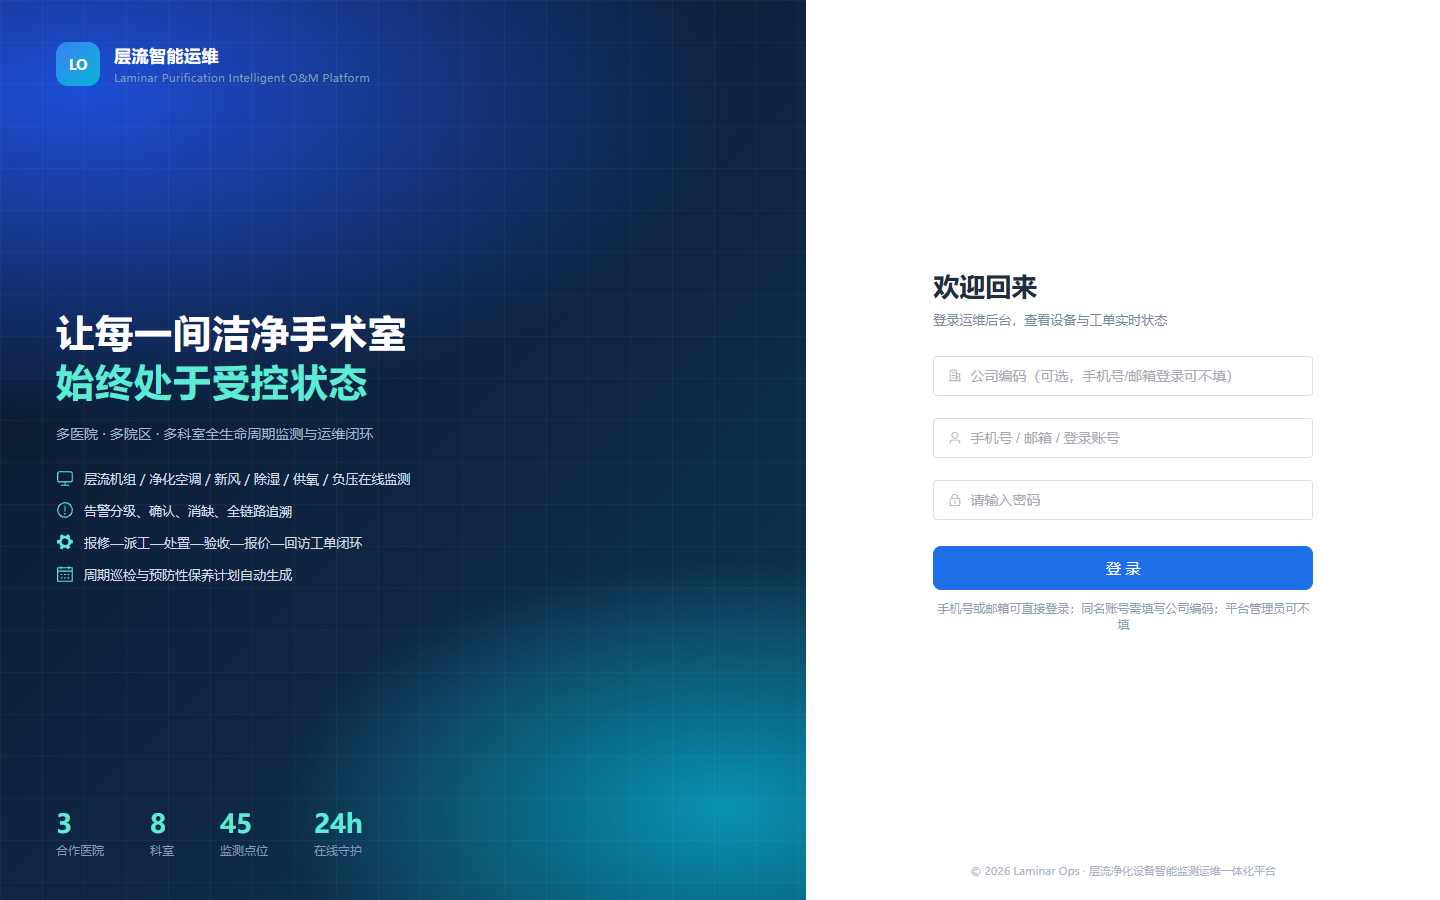 LO
层流智能运维
Laminar Purification Intelligent O&M Platform
让每一间洁净手术室
始终处于受控状态
多医院 · 多院区 · 多科室全生命周期监测与运维闭环
层流机组 / 净化空调 / 新风 / 除湿 / 供氧 / 负压在线监测
告警分级、确认、消缺、全链路追溯
报修—派工—处置—验收—报价—回访工单闭环
周期巡检与预防性保养计划自动生成
3
合作医院
8
科室
45
监测点位
24h
在线守护
欢迎回来
登录运维后台，查看设备与工单实时状态
公司编码（可选，手机号/邮箱登录可不填）
手机号 / 邮箱 / 登录账号
请输入密码
登 录
手机号或邮箱可直接登录；同名账号需填写公司编码；平台管理员可不
填
© 2026 Laminar Ops · 层流净化设备智能监测运维一体化平台